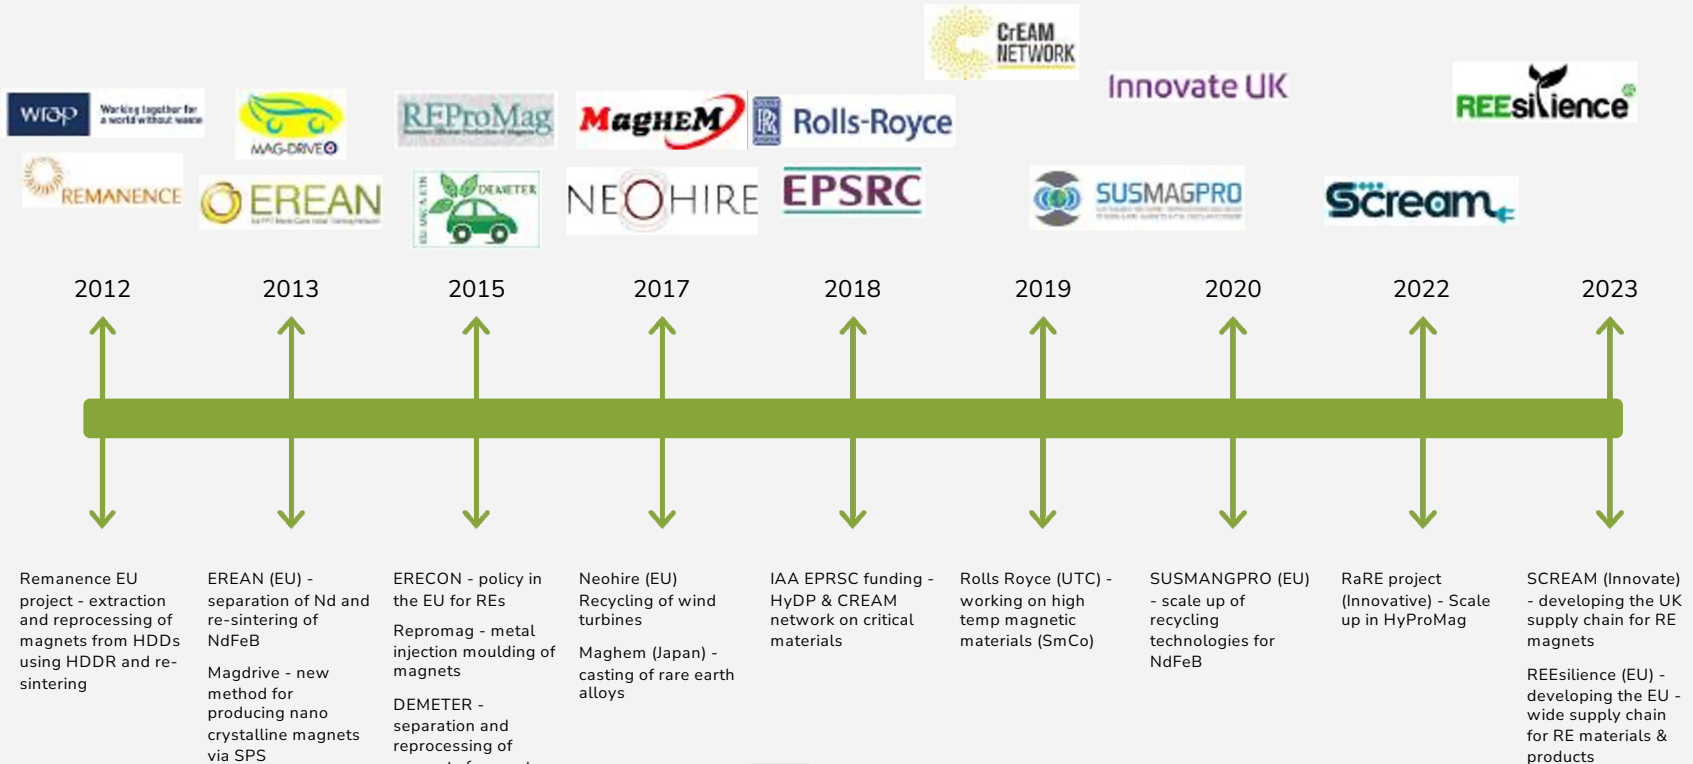 CrEAM
NETWORK
Innovate UK
REEsilience
wrap
Working together for
a world without waste
MAG-DRIVE
REProMag
MAGHEM
Rolls-Royce
REMANENCE
EREAN
EU MSCA-ETN
DEMETER
NEOHIRE
EPSRC
SUSMAGPRO
Scream
2012
2013
2015
2017
2018
2019
2020
2022
2023
Remanence EU
project - extraction
and reprocessing of
magnets from HDDs
using HDDR and re-
sintering
EREAN (EU) -
separation of Nd and
re-sintering of
NdFeB
Magdrive - new
method for
producing nano
crystalline magnets
via SPS
ERECON - policy in
the EU for REs
Repromag - metal
injection moulding of
magnets
DEMETER -
separation and
reprocessing of
Neohire (EU)
Recycling of wind
turbines
Maghem (Japan) -
casting of rare earth
alloys
IAA EPRSC funding -
HyDP & CREAM
network on critical
materials
Rolls Royce (UTC) -
working on high
temp magnetic
materials (SmCo)
SUSMANGPRO (EU)
- scale up of
recycling
technologies for
NdFeB
RaRE project
(Innovative) - Scale
up in HyProMag
SCREAM (Innovate)
- developing the UK
supply chain for RE
magnets
REEsilience (EU) -
developing the EU -
wide supply chain
for RE materials &
products